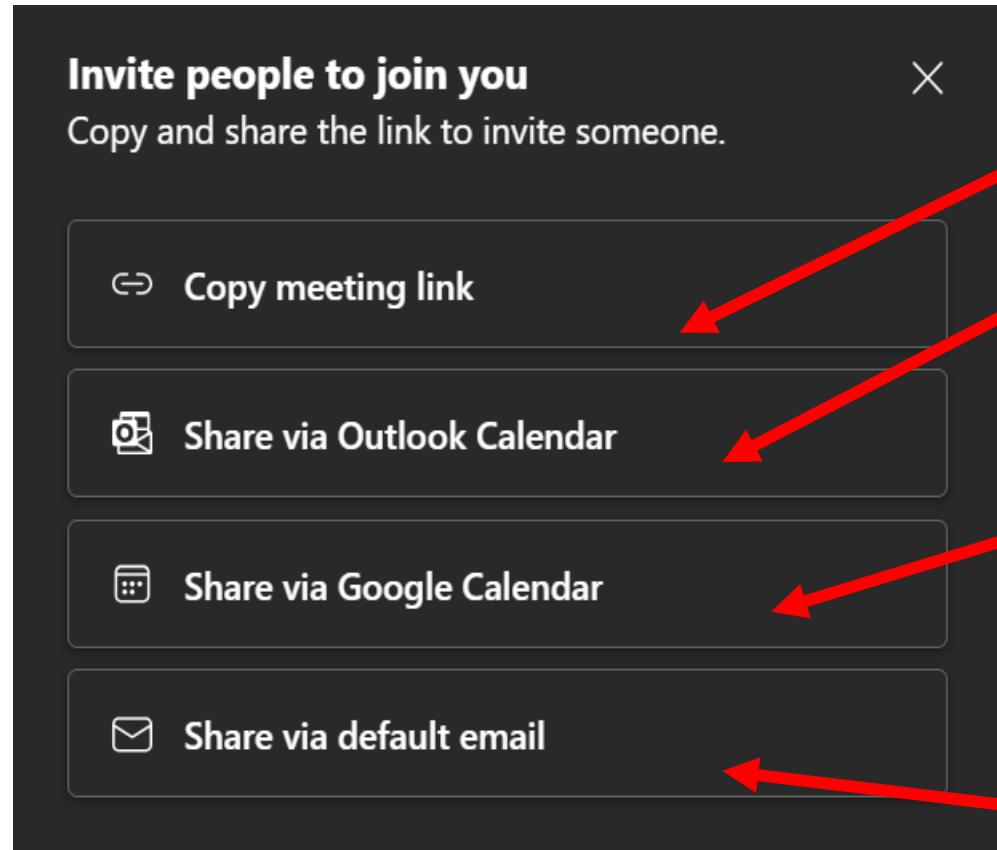 Invite people to join you
Copy and share the link to invite someone.
Copy meeting link
Share via Outlook Calendar
Share via Google Calendar
Share via default email